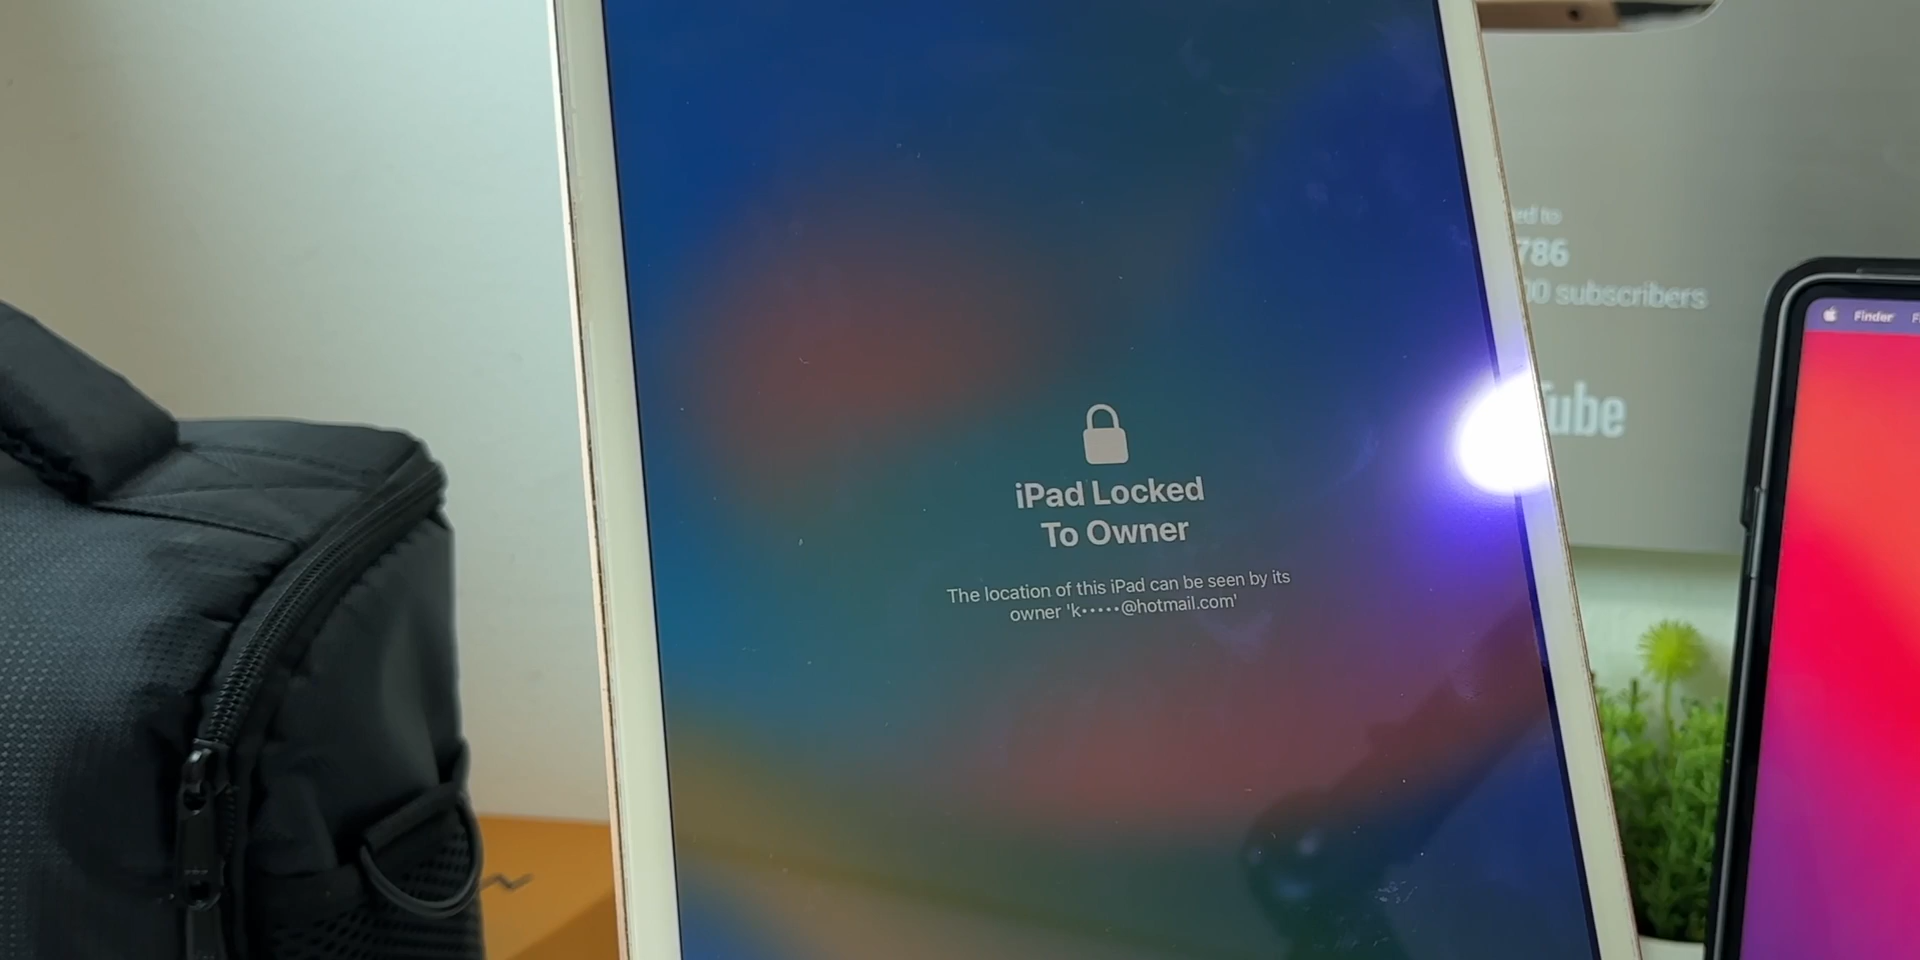 iPad Locked
To Owner
The location of this iPad can be seen by its
owner 'k•••••@hotmail.com'
786
subscribers
Finder